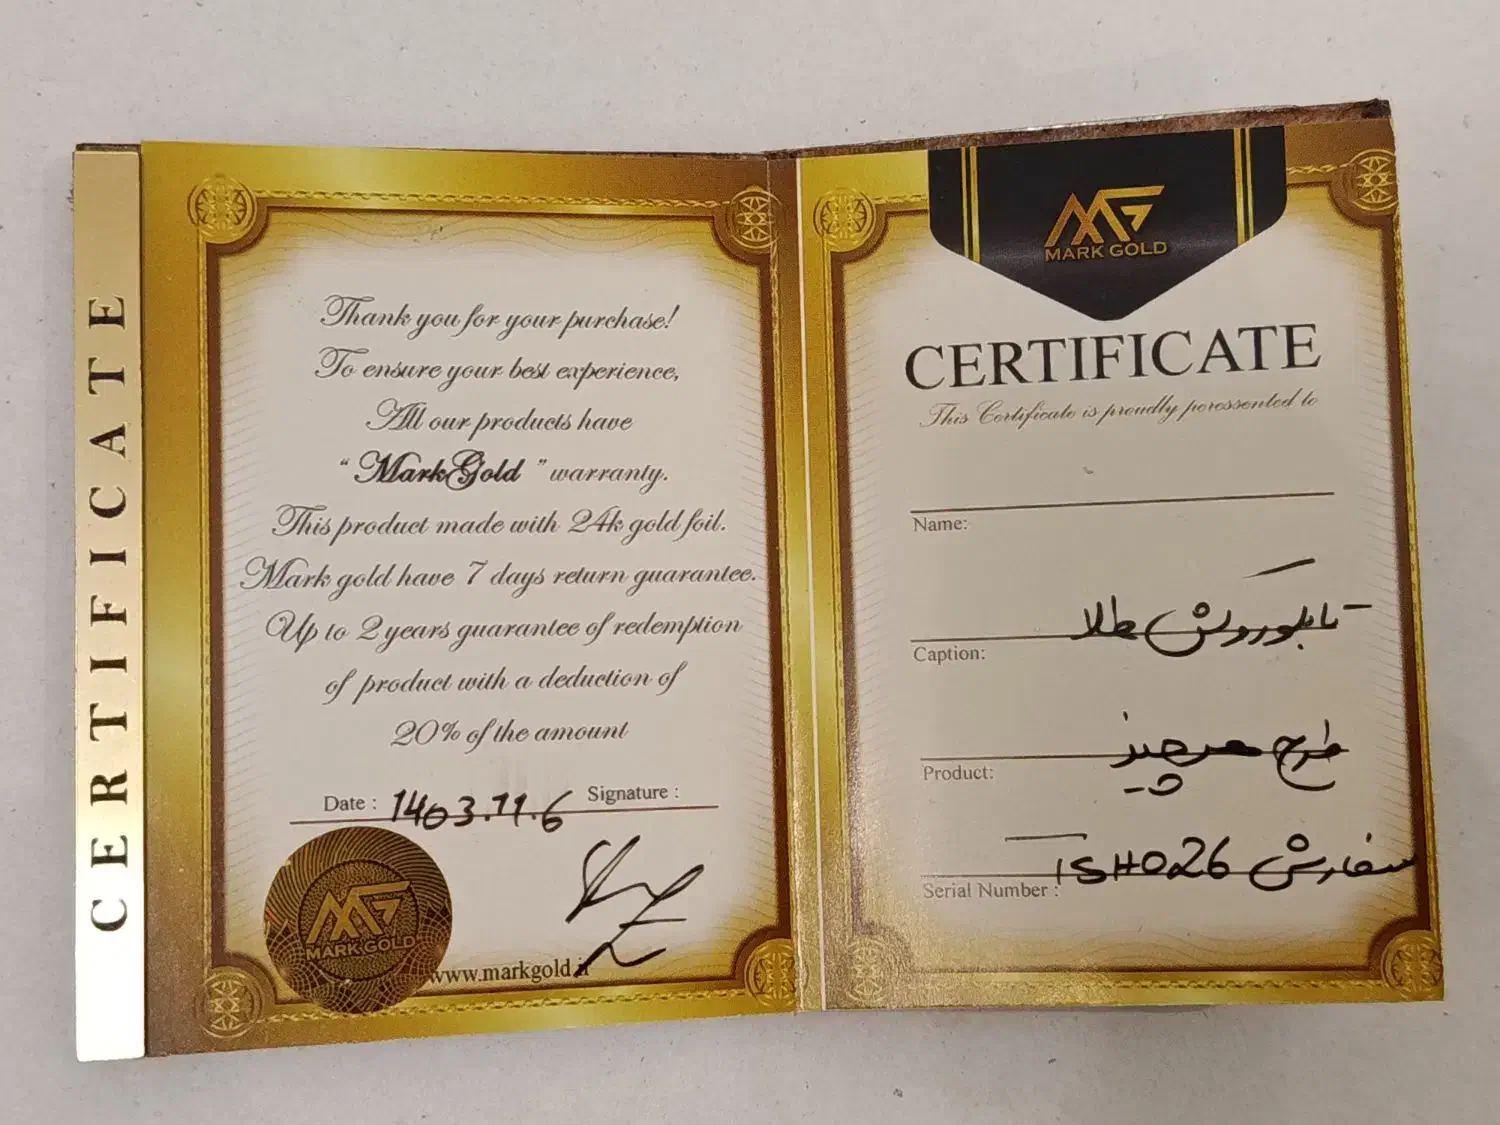 CERTIFICATE
Thank you for your purchase!
To ensure your best experience,
All our products have
“ MarkGold ” warranty.
This product made with 24k gold foil.
Mark gold have 7 days return guarantee.
Up to 2 years guarantee of redemption
of product with a deduction of
20% of the amount
Date : 1403.11.6 Signature :
MARK GOLD
www.markgold.ir
MARK GOLD
CERTIFICATE
This Certificate is proudly peressented to
Name:
تابلو روکش طلا
Caption:
طرح
Product:
سفارش ISH026
Serial Number :